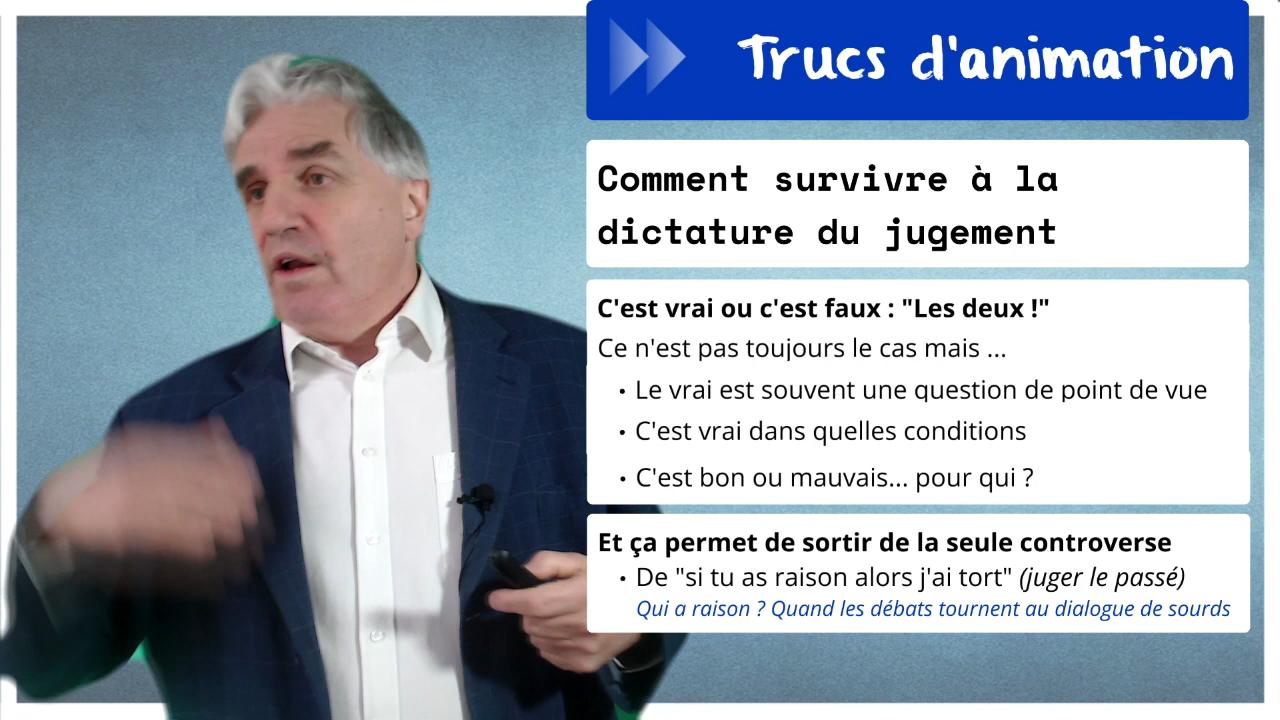 Trucs d'animation
Comment survivre à la
dictature du jugement
C'est vrai ou c'est faux : "Les deux !"
Ce n'est pas toujours le cas mais ...
• Le vrai est souvent une question de point de vue
• C'est vrai dans quelles conditions
• C'est bon ou mauvais... pour qui ?
Et ça permet de sortir de la seule controverse
• De "si tu as raison alors j'ai tort" (juger le passé)
Qui a raison ? Quand les débats tournent au dialogue de sourds